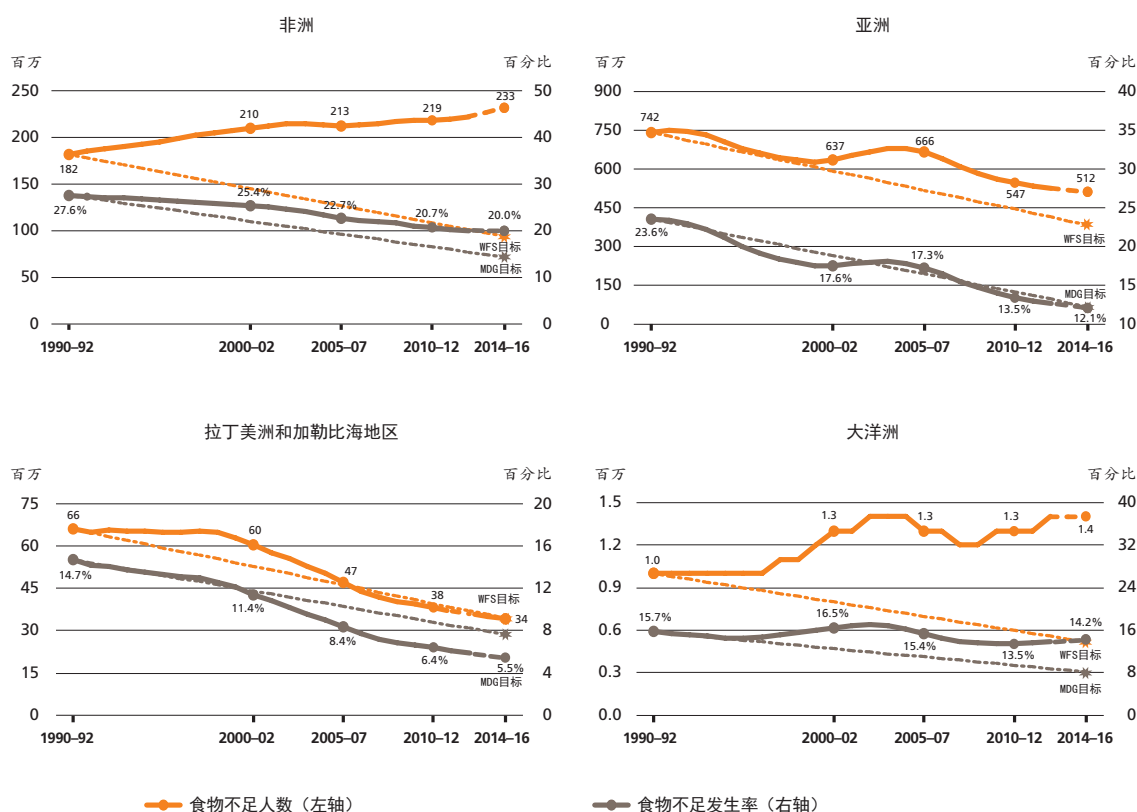 非洲
百万 百分比
250 50
200 40
150 30
100 20
50 10
0 0
182 210 213 219 233
27.6% 25.4% 22.7% 20.7% 20.0%
WFS目标
MDG目标
1990–92 2000–02 2005–07 2010–12 2014–16
亚洲
百万 百分比
900 40
750 35
600 30
450 25
300 20
150 15
0 10
742 637 666 547 512
23.6% 17.6% 17.3% 13.5% 12.1%
WFS目标
MDG目标
1990–92 2000–02 2005–07 2010–12 2014–16
拉丁美洲和加勒比海地区
百万 百分比
75 20
60 16
45 12
30 8
15 4
0 0
66 60 47 38 34
14.7% 11.4% 8.4% 6.4% 5.5%
WFS目标
MDG目标
1990–92 2000–02 2005–07 2010–12 2014–16
大洋洲
百万 百分比
1.5 40
1.2 32
0.9 24
0.6 16
0.3 8
0.0 0
1.0 1.3 1.3 1.3 1.4
15.7% 16.5% 15.4% 13.5% 14.2%
WFS目标
MDG目标
1990–92 2000–02 2005–07 2010–12 2014–16
食物不足人数（左轴） 食物不足发生率（右轴）